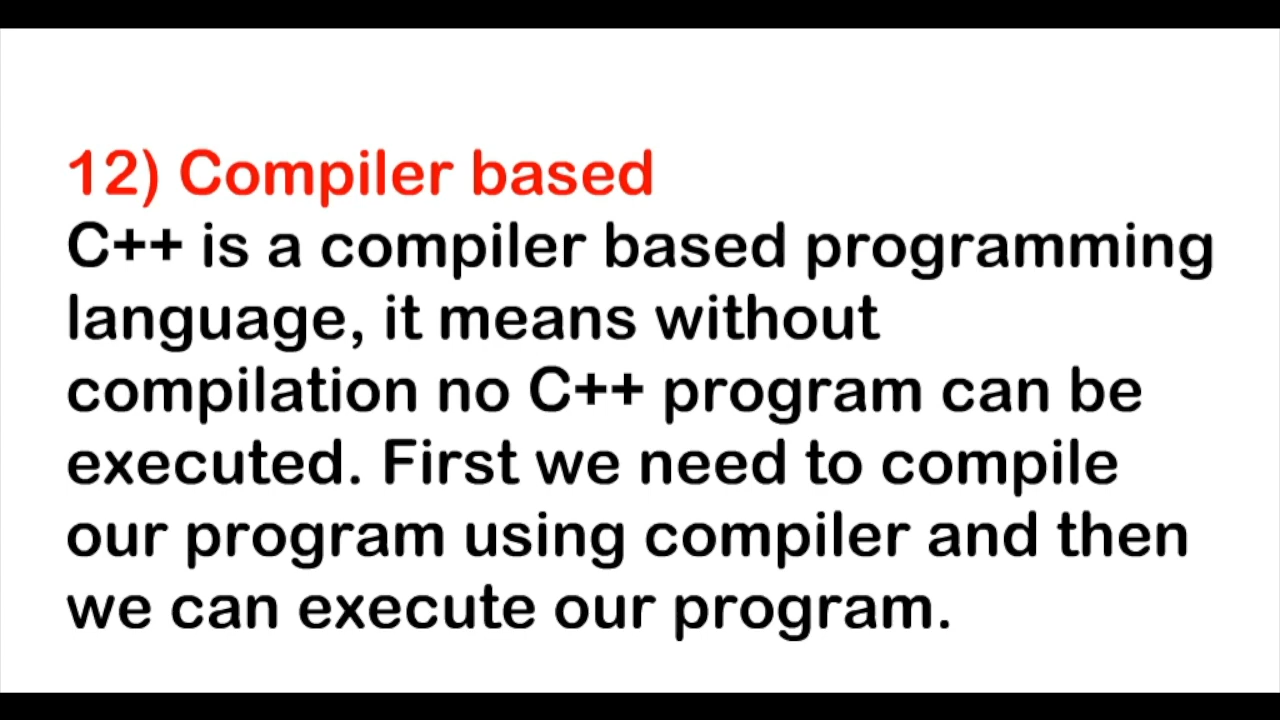 12) Compiler based
C++ is a compiler based programming
language, it means without
compilation no C++ program can be
executed. First we need to compile
our program using compiler and then
we can execute our program.